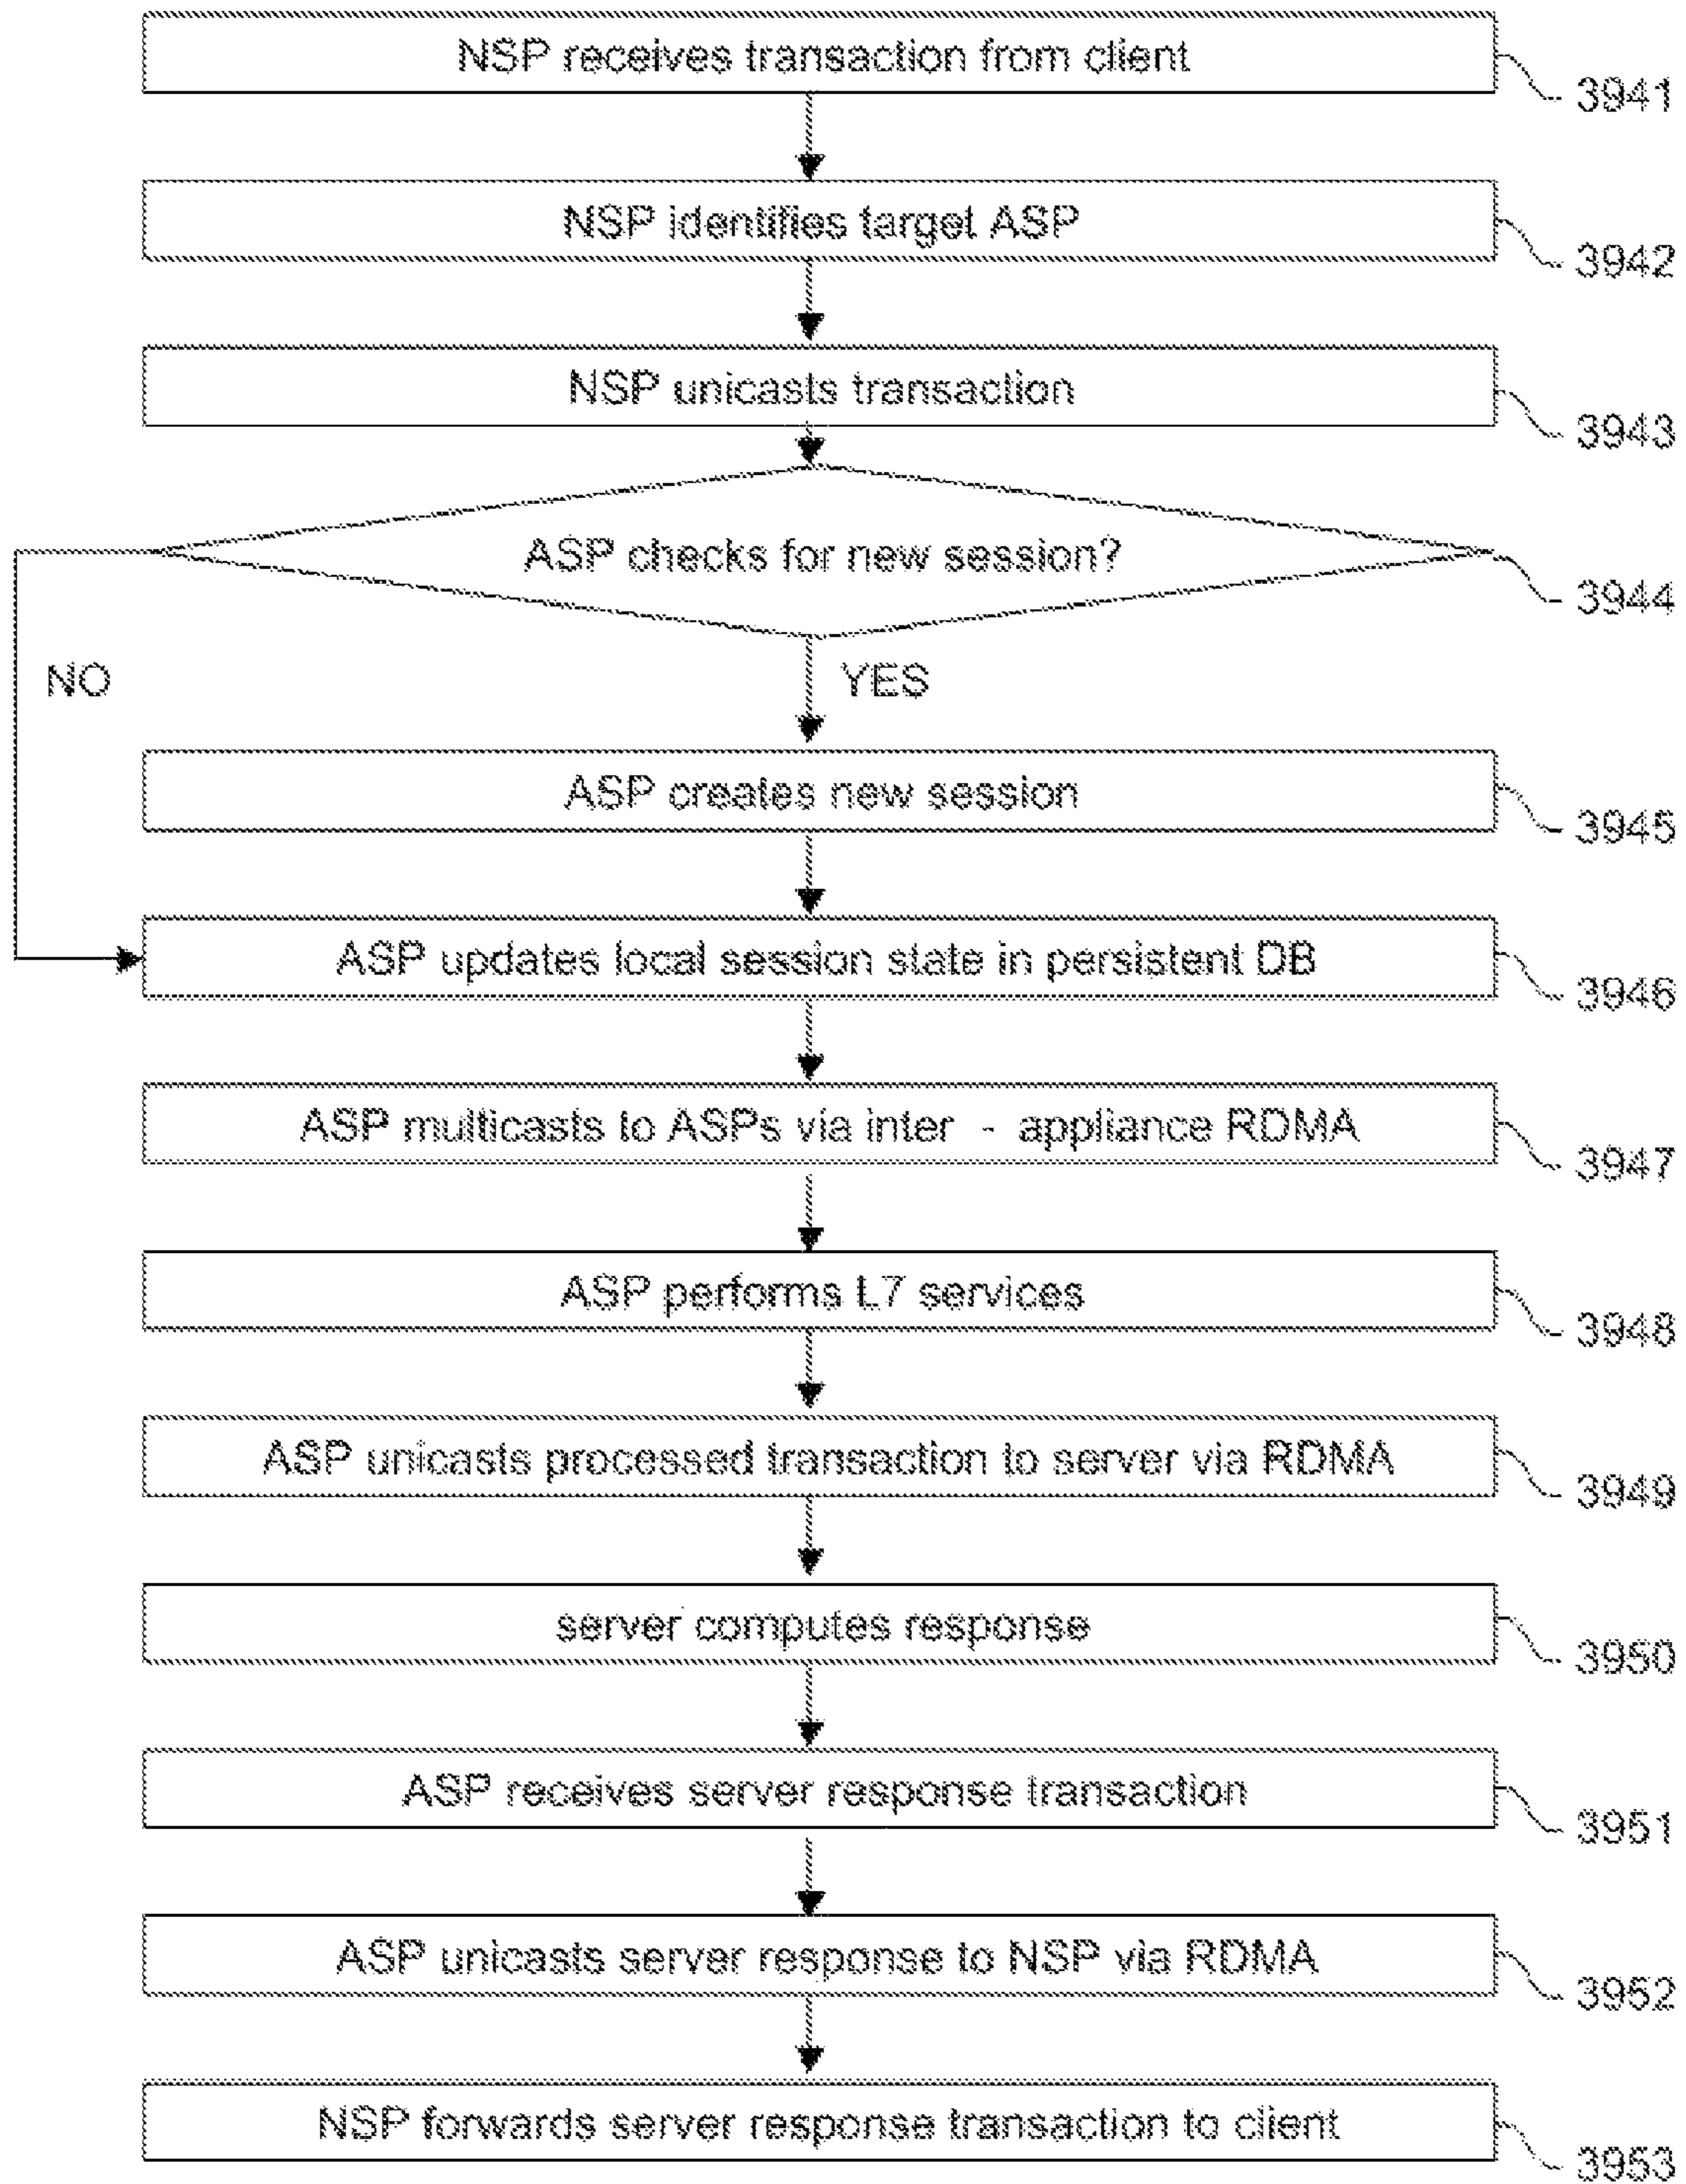 NSP receives transaction from client
3941
NSP identifies target ASP
3942
NSP unicasts transaction
3943
ASP checks for new session?
3944
NO
YES
ASP creates new session
3945
ASP updates local session state in persistent DB
3946
ASP multicasts to ASPs via inter - appliance RDMA
3947
ASP performs L7 services
3948
ASP unicasts processed transaction to server via RDMA
3949
server computes response
3950
ASP receives server response transaction
3951
ASP unicasts server response to NSP via RDMA
3952
NSP forwards server response transaction to client
3953